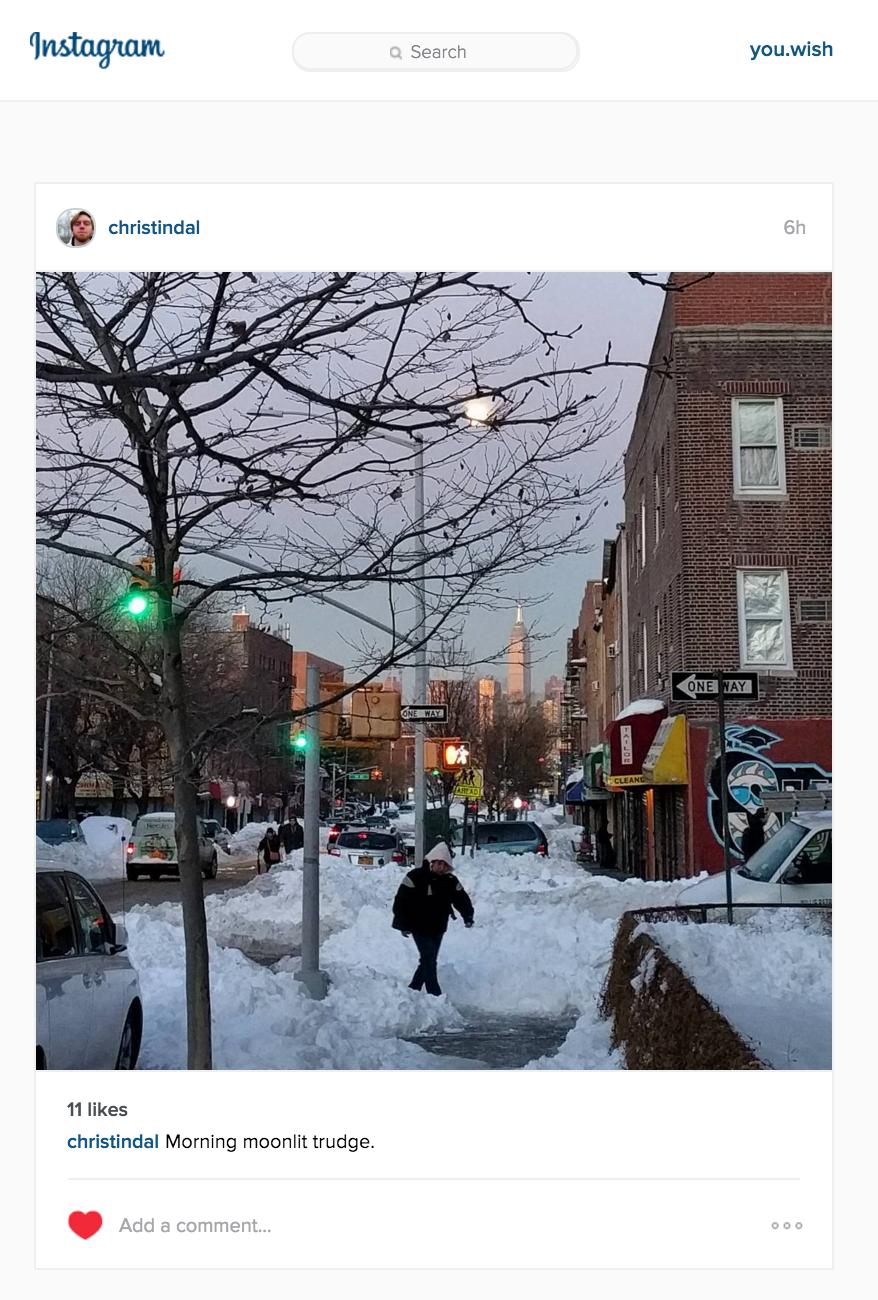 Instagram
Search
you.wish
christindal
6h
ONE WAY
ONE WAY
TAILOR
CLEANE
AHEAD
11 likes
christindal Morning moonlit trudge.
Add a comment...